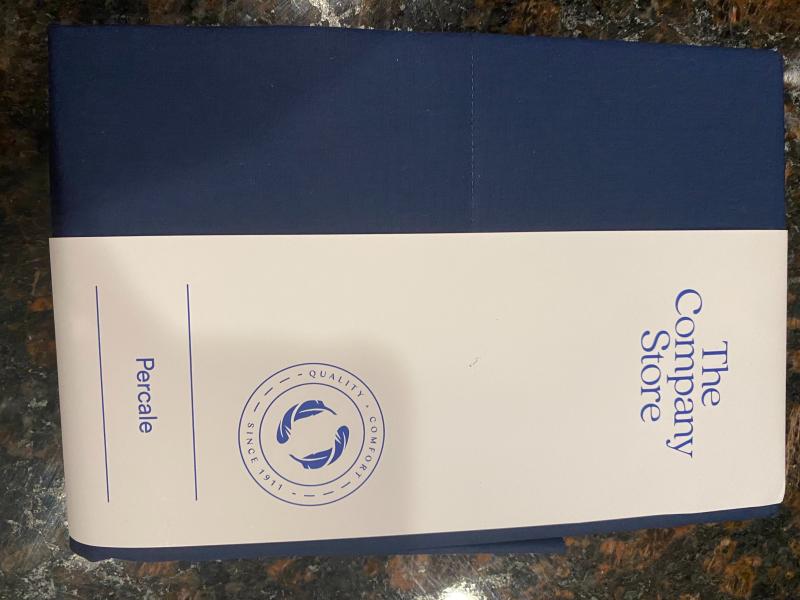 The
Company
Store
QUALITY • COMFORT
SINCE 1911
Percale